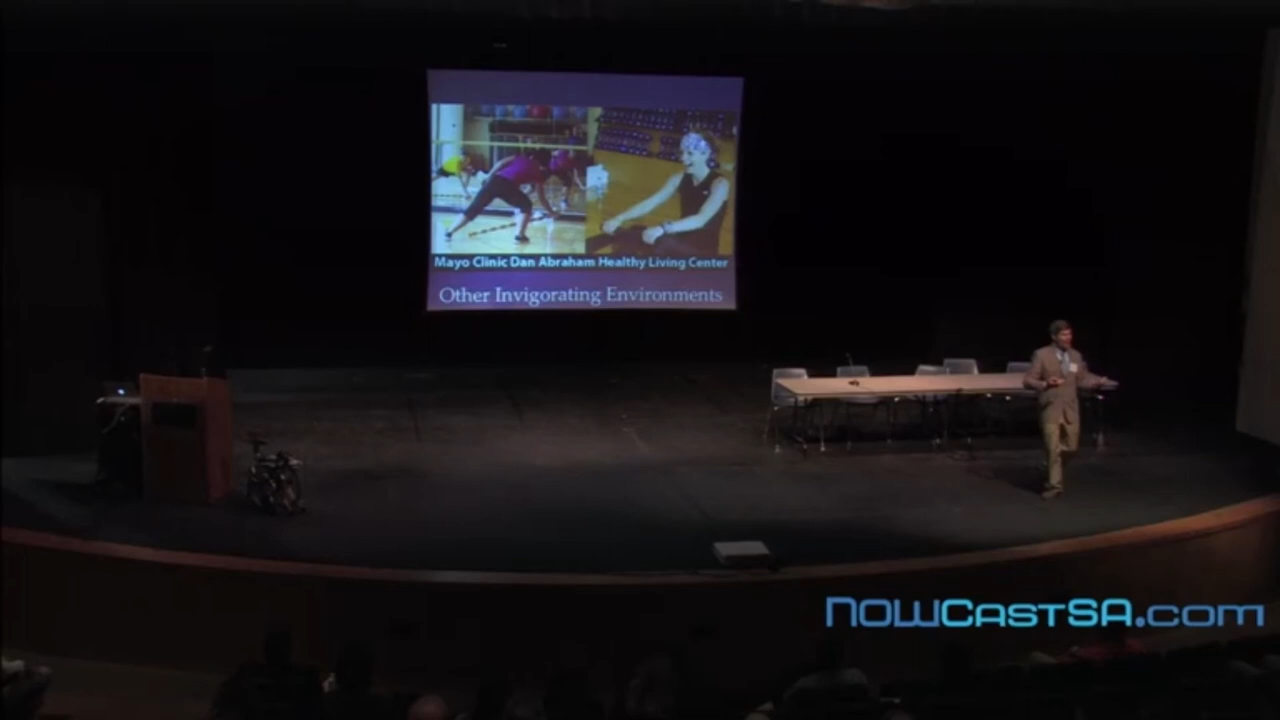 Mayo Clinic Dan Abraham Healthy Living Center
Other Invigorating Environments
NOWCastSA.com